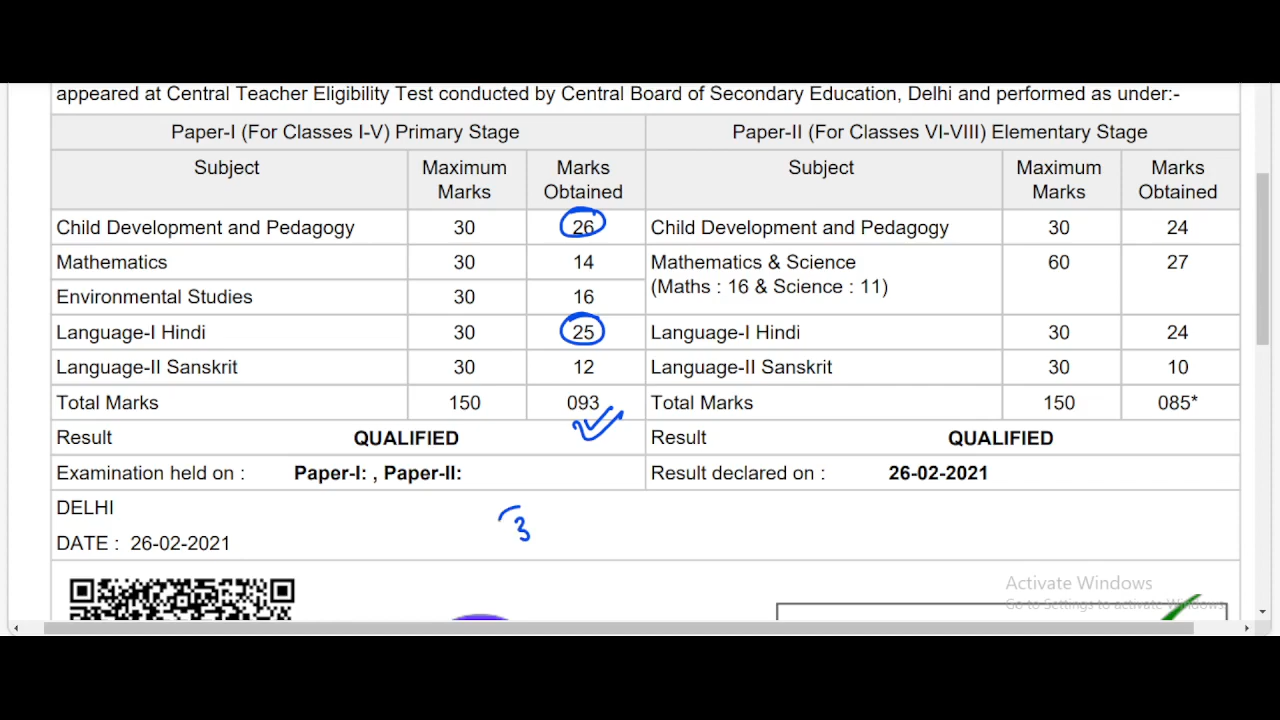 appeared at Central Teacher Eligibility Test conducted by Central Board of Secondary Education, Delhi and performed as under:-
Paper-I (For Classes I-V) Primary Stage Paper-II (For Classes VI-VIII) Elementary Stage
Subject Maximum Marks Marks Obtained Subject Maximum Marks Marks Obtained
Child Development and Pedagogy 30 26 Child Development and Pedagogy 30 24
Mathematics 30 14 Mathematics & Science 60 27
(Maths : 16 & Science : 11)
Environmental Studies 30 16
Language-I Hindi 30 25 Language-I Hindi 30 24
Language-II Sanskrit 30 12 Language-II Sanskrit 30 10
Total Marks 150 093 Total Marks 150 085*
Result QUALIFIED Result QUALIFIED
Examination held on : Paper-I: , Paper-II: Result declared on : 26-02-2021
DELHI
3
DATE : 26-02-2021
Activate Windows
Go to Settings to activate Windows.